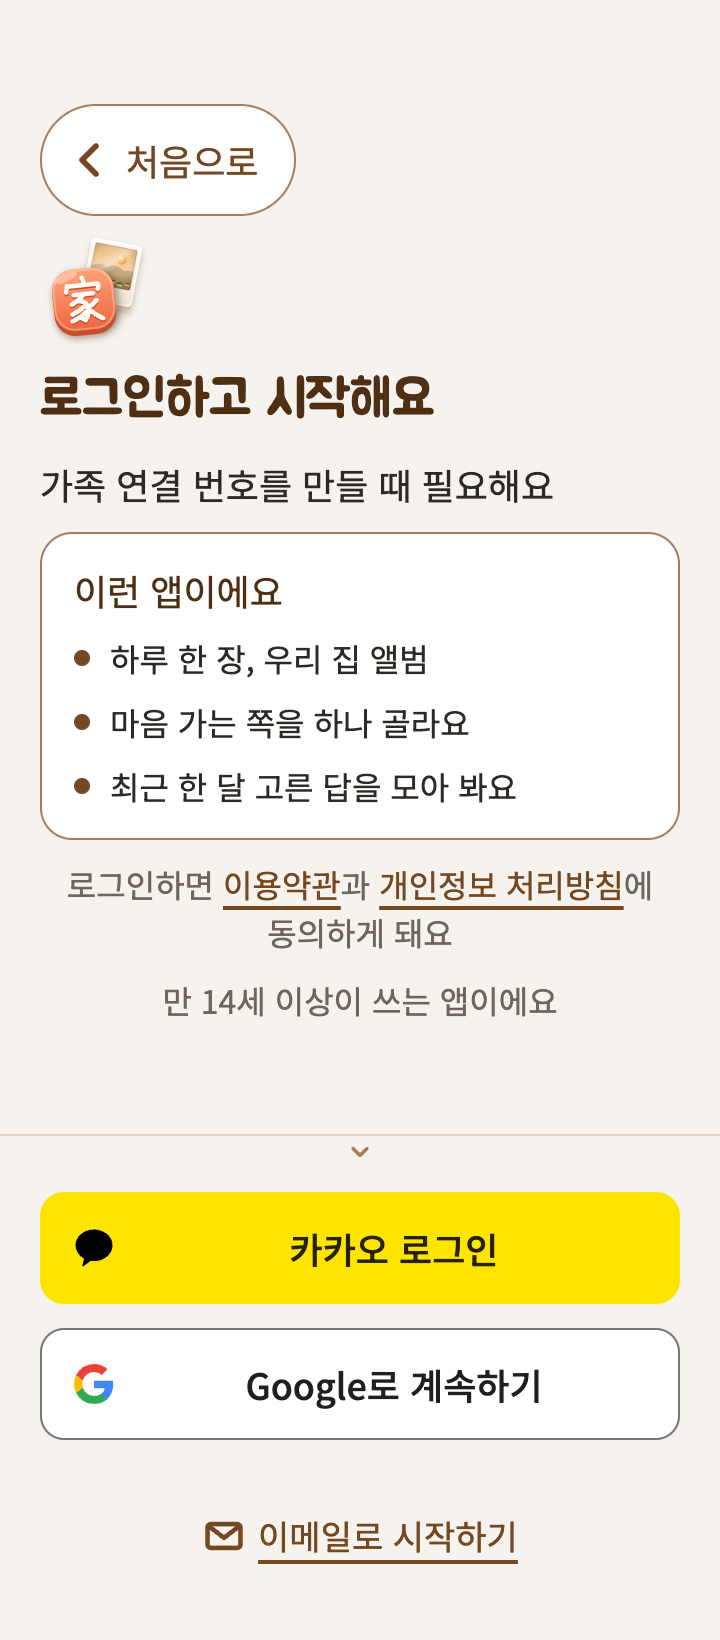 처음으로
家
로그인하고 시작해요
가족 연결 번호를 만들 때 필요해요
이런 앱이에요
하루 한 장, 우리 집 앨범
마음 가는 쪽을 하나 골라요
최근 한 달 고른 답을 모아 봐요
로그인하면 이용약관과 개인정보 처리방침에
동의하게 돼요
만 14세 이상이 쓰는 앱이에요
카카오 로그인
Google로 계속하기
이메일로 시작하기